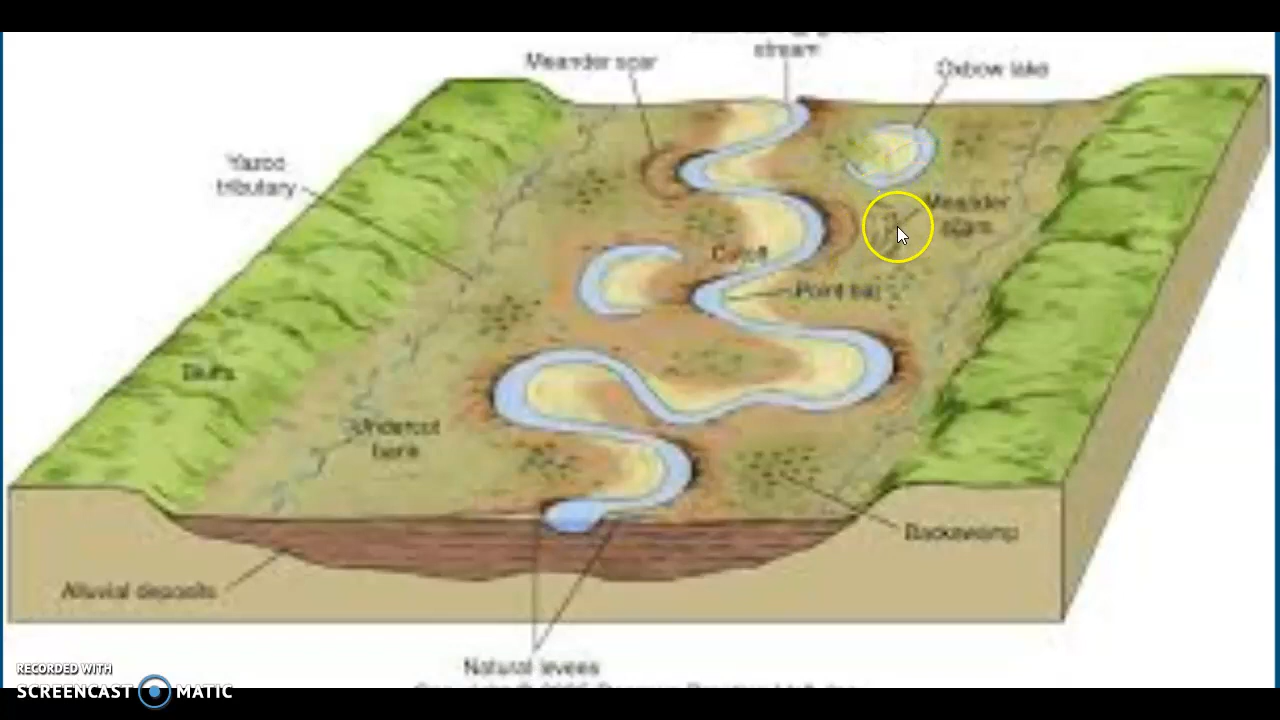 stream
Meander scar
Oxbow lake
Yazoo
tributary
Meander
scars
Cutoff
Point bar
Bluffs
Undercut
bank
Backswamp
Alluvial deposits
Natural levees
RECORDED WITH
SCREENCAST MATIC